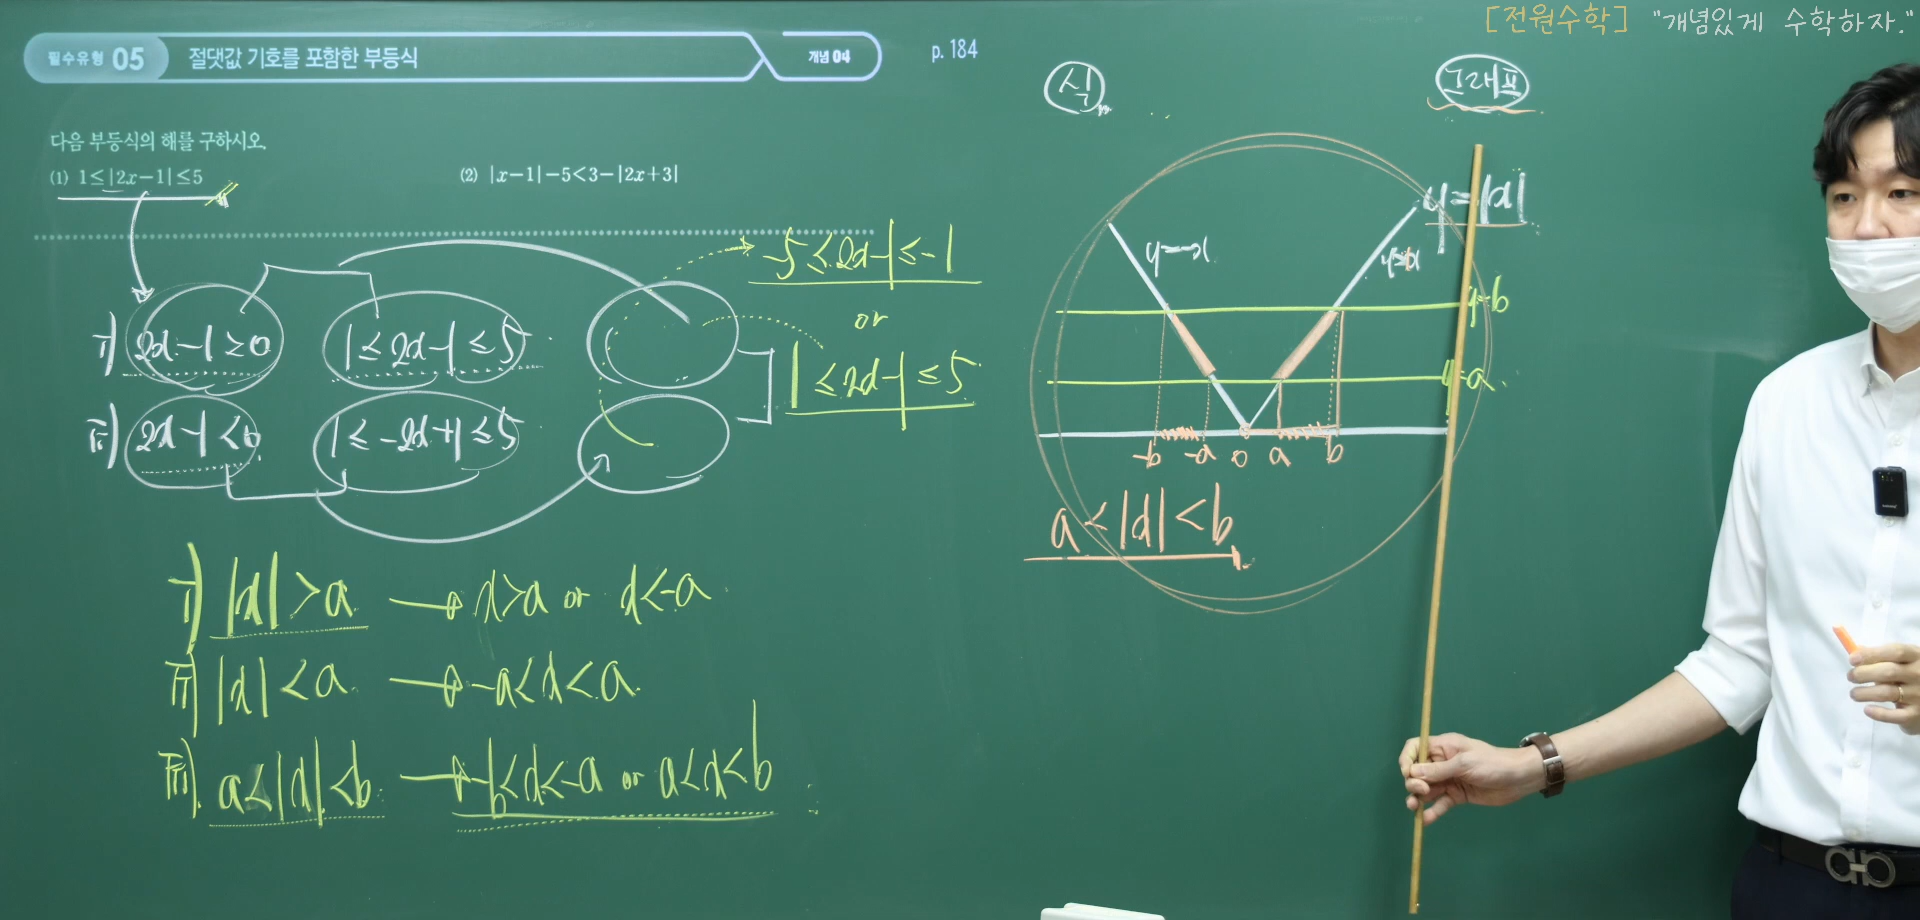 [전원수학] "개념있게 수학하자."
필수유형 05 절댓값 기호를 포함한 부등식 개념 04 p. 184
다음 부등식의 해를 구하시오.
(1) 1≤|2x-1|≤5 (2) |x-1|-5<3-|2x+3|
ⅰ) 2x-1≥0 1≤2x-1≤5
ⅱ) 2x-1<0 1≤-2x+1≤5
-5≤2x-1≤-1
or
1≤2x-1≤5
ⅰ) |x|>a → x>a or x<-a
ⅱ) |x|<a → -a<x<a
ⅲ) a<|x|<b → -b<x<-a or a<x<b
식
그래프
y=|x|
y=-x
y=x
y=b
y=a
-b -a 0 a b
a<|x|<b